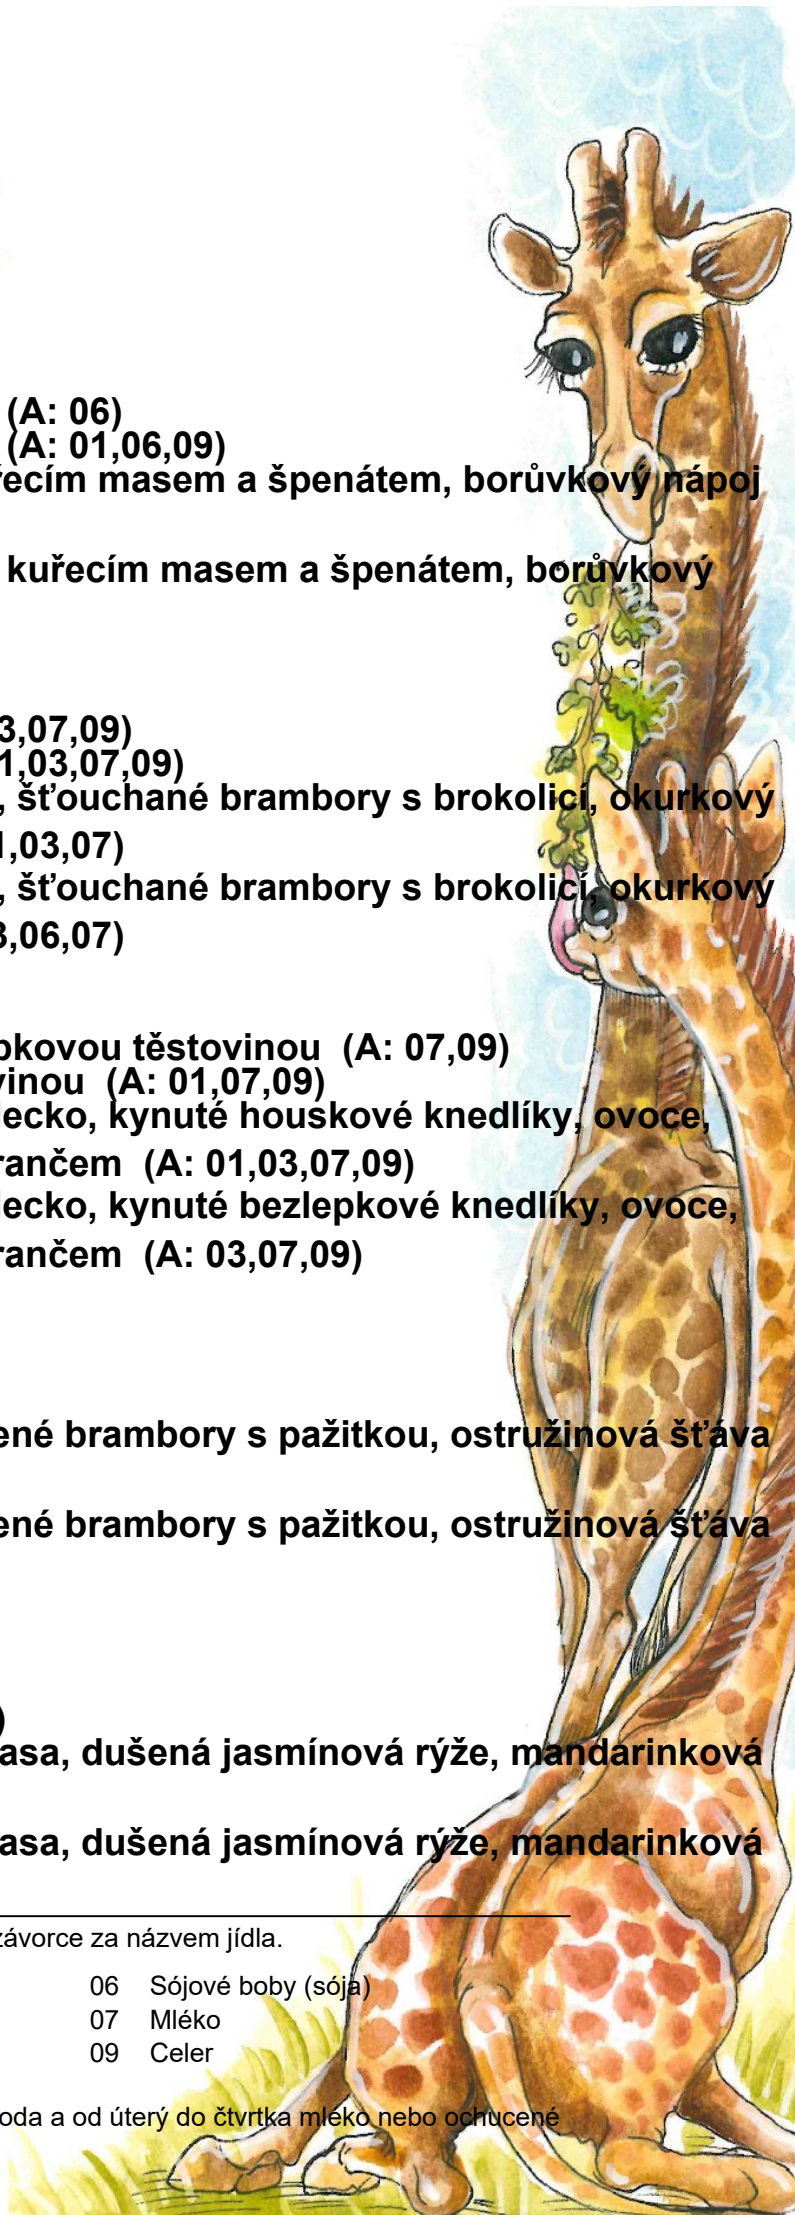 (A: 06)
(A: 01,06,09)
řecím masem a špenátem, borůvkový nápoj
kuřecím masem a špenátem, borůvkový
3,07,09)
1,03,07,09)
, šťouchané brambory s brokolicí, okurkový
1,03,07)
, šťouchané brambory s brokolicí, okurkový
3,06,07)
pkovou těstovinou (A: 07,09)
vinou (A: 01,07,09)
lecko, kynuté houskové knedlíky, ovoce,
rančem (A: 01,03,07,09)
lecko, kynuté bezlepkové knedlíky, ovoce,
rančem (A: 03,07,09)
ené brambory s pažitkou, ostružinová šťáva
ené brambory s pažitkou, ostružinová šťáva
)
asa, dušená jasmínová rýže, mandarinková
asa, dušená jasmínová rýže, mandarinková
závorce za názvem jídla.
06 Sójové boby (sója)
07 Mléko
09 Celer
oda a od úterý do čtvrtka mléko nebo ochucené